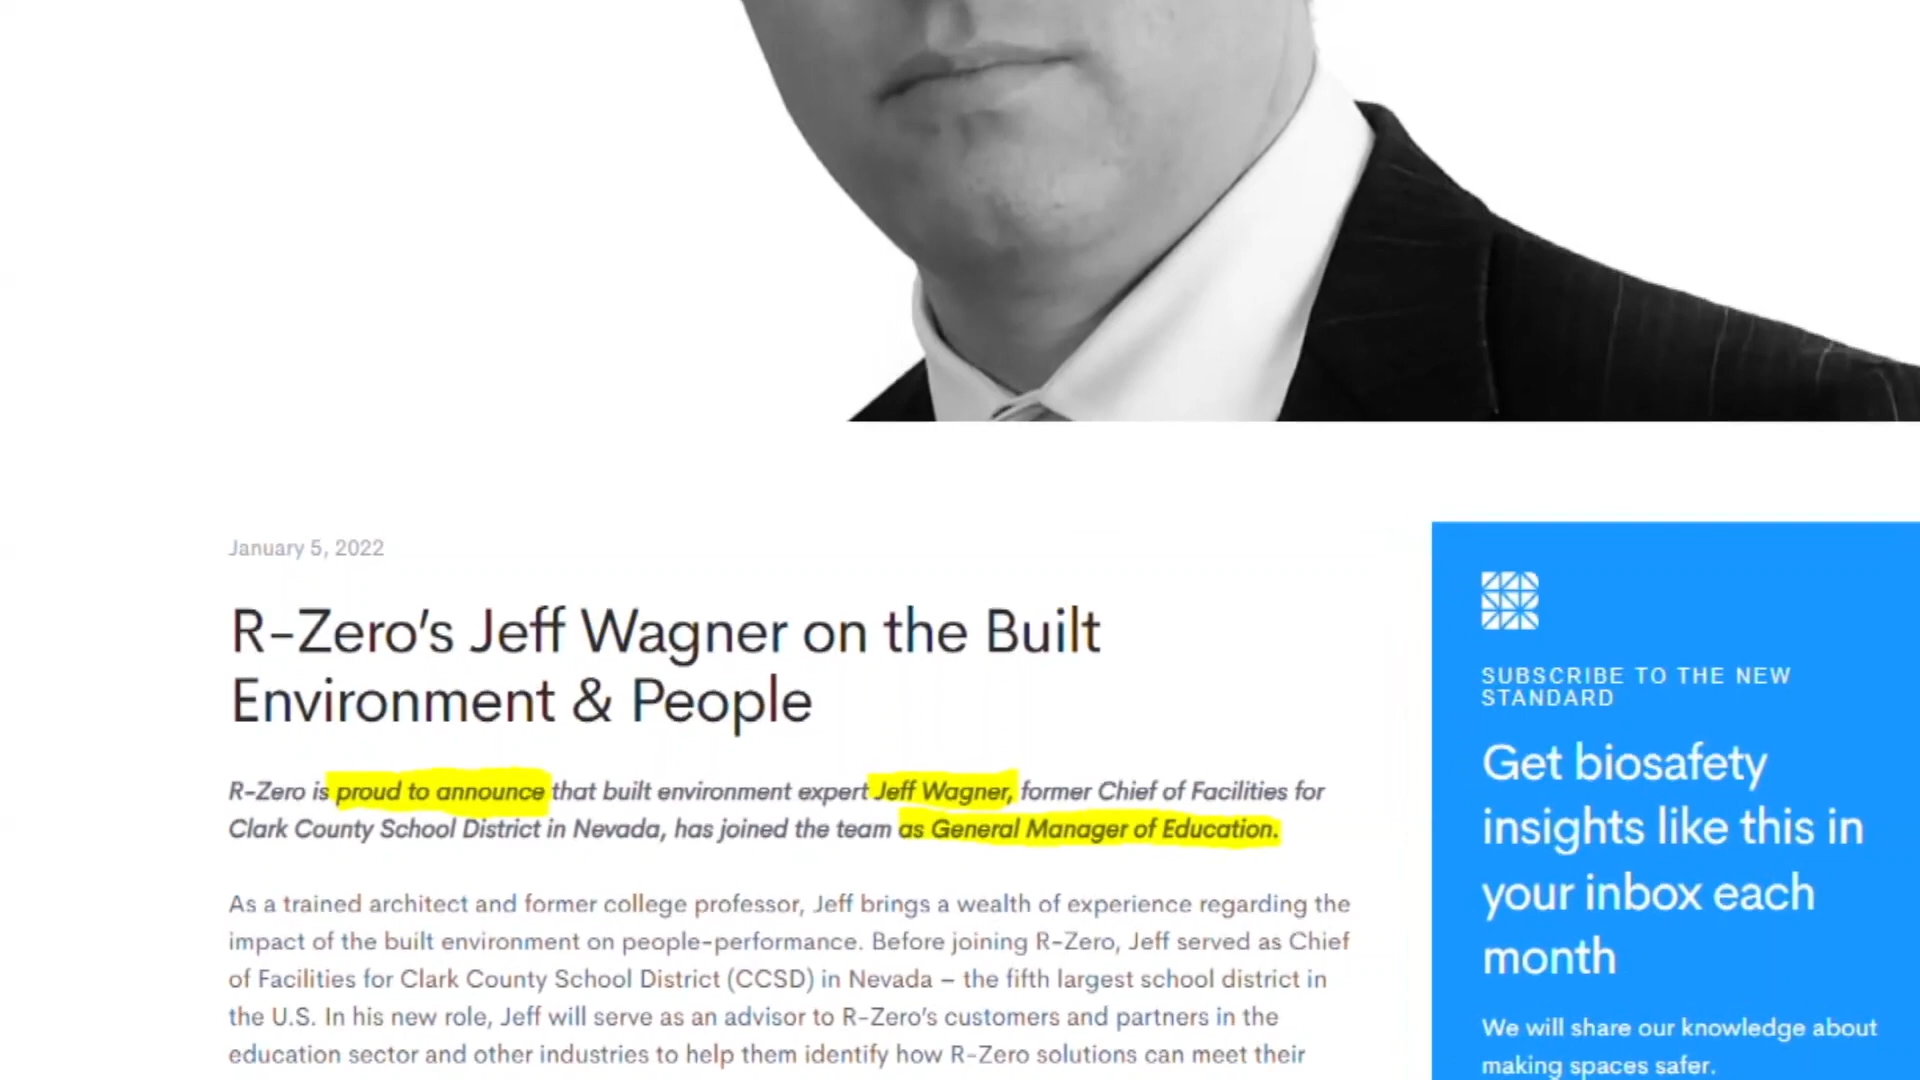 January 5, 2022
R-Zero’s Jeff Wagner on the Built
Environment & People
R-Zero is proud to announce that built environment expert Jeff Wagner, former Chief of Facilities for
Clark County School District in Nevada, has joined the team as General Manager of Education.
As a trained architect and former college professor, Jeff brings a wealth of experience regarding the
impact of the built environment on people-performance. Before joining R-Zero, Jeff served as Chief
of Facilities for Clark County School District (CCSD) in Nevada – the fifth largest school district in
the U.S. In his new role, Jeff will serve as an advisor to R-Zero’s customers and partners in the
education sector and other industries to help them identify how R-Zero solutions can meet their
SUBSCRIBE TO THE NEW
STANDARD
Get biosafety
insights like this in
your inbox each
month
We will share our knowledge about
making spaces safer.